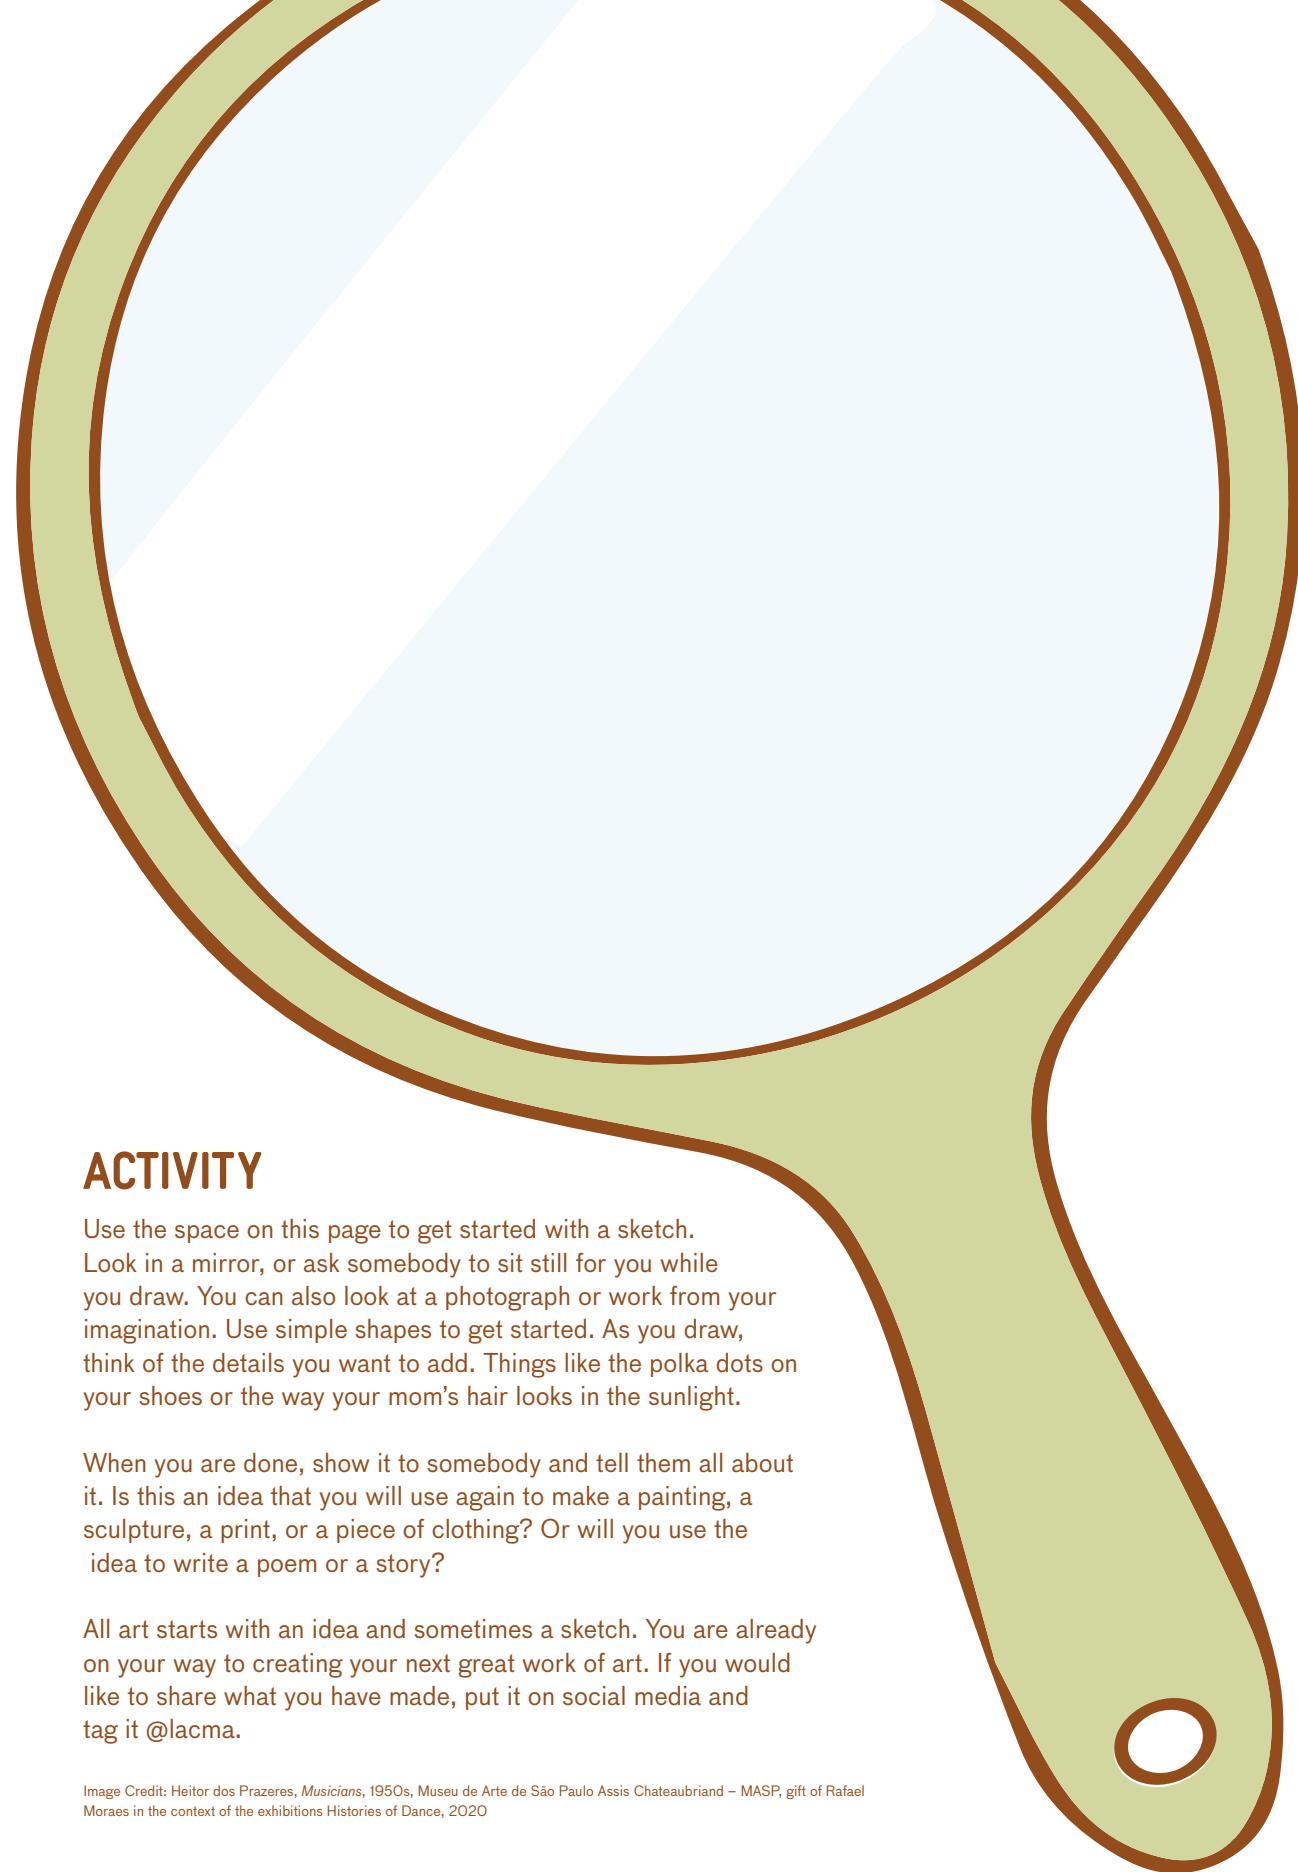 ACTIVITY
Use the space on this page to get started with a sketch.
Look in a mirror, or ask somebody to sit still for you while
you draw. You can also look at a photograph or work from your
imagination. Use simple shapes to get started. As you draw,
think of the details you want to add. Things like the polka dots on
your shoes or the way your mom’s hair looks in the sunlight.
When you are done, show it to somebody and tell them all about
it. Is this an idea that you will use again to make a painting, a
sculpture, a print, or a piece of clothing? Or will you use the
idea to write a poem or a story?
All art starts with an idea and sometimes a sketch. You are already
on your way to creating your next great work of art. If you would
like to share what you have made, put it on social media and
tag it @lacma.
Image Credit: Heitor dos Prazeres, Musicians, 1950s, Museu de Arte de São Paulo Assis Chateaubriand – MASP, gift of Rafael
Moraes in the context of the exhibitions Histories of Dance, 2020